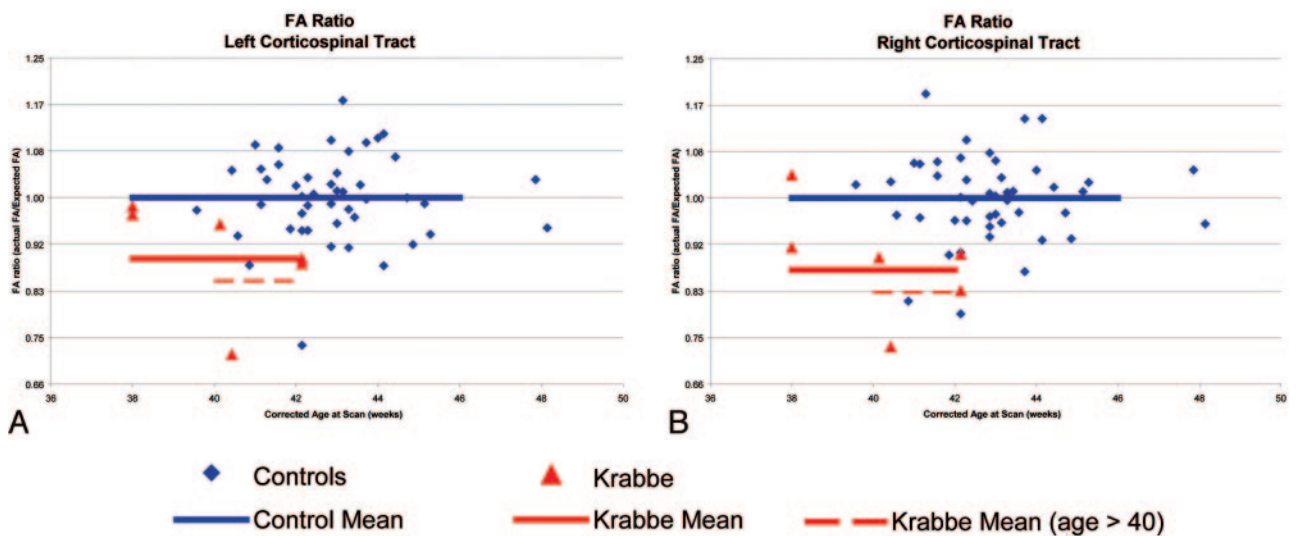 FA Ratio
Left Corticospinal Tract
1.25
1.17
1.08
1.00
0.92
0.83
0.75
0.66
FA ratio (actual FA/Expected FA)
36 38 40 42 44 46 48 50
Corrected Age at Scan (weeks)
A
FA Ratio
Right Corticospinal Tract
1.25
1.17
1.08
1.00
0.92
0.83
0.75
0.66
FA ratio (actual FA/Expected FA)
36 38 40 42 44 46 48 50
Corrected Age at Scan (weeks)
B
Controls Krabbe
Control Mean Krabbe Mean Krabbe Mean (age > 40)